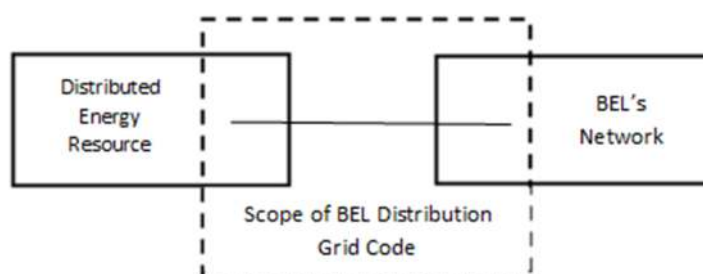 Distributed
Energy
Resource
BEL's
Network
Scope of BEL Distribution
Grid Code